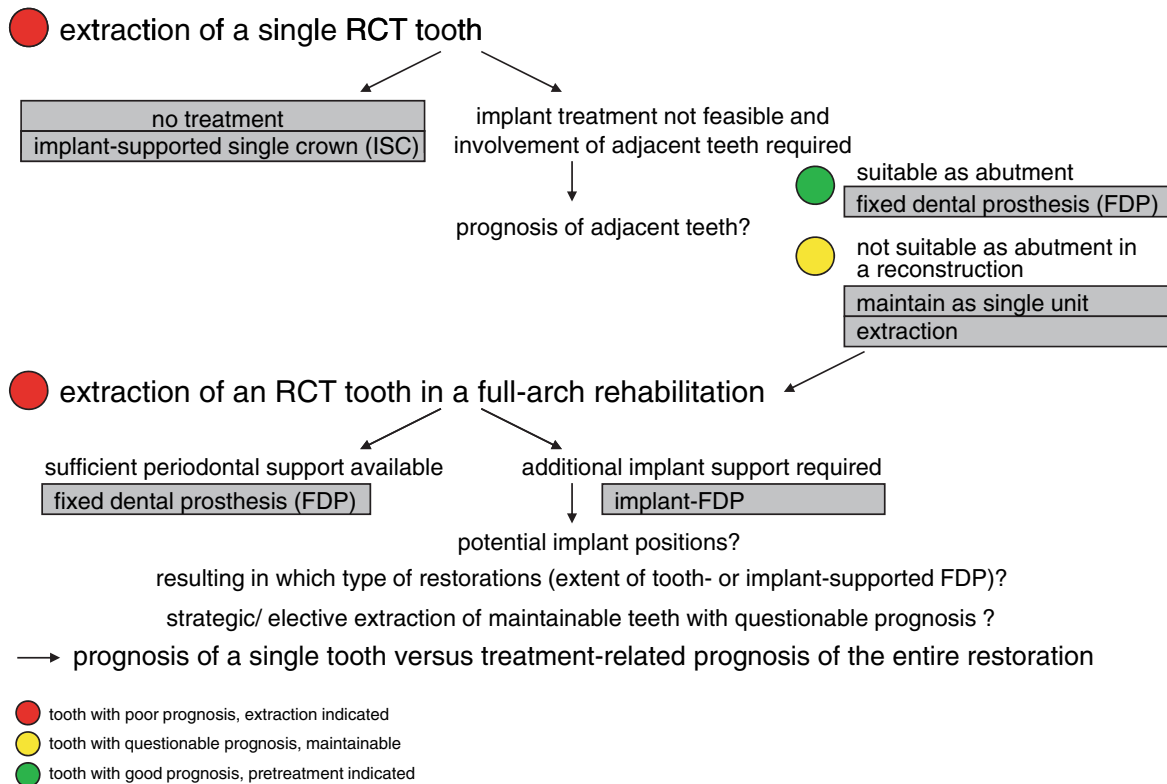 extraction of a single RCT tooth
no treatment
implant-supported single crown (ISC)
implant treatment not feasible and
involvement of adjacent teeth required
prognosis of adjacent teeth?
suitable as abutment
fixed dental prosthesis (FDP)
not suitable as abutment in
a reconstruction
maintain as single unit
extraction
extraction of an RCT tooth in a full-arch rehabilitation
sufficient periodontal support available
fixed dental prosthesis (FDP)
additional implant support required
implant-FDP
potential implant positions?
resulting in which type of restorations (extent of tooth- or implant-supported FDP)?
strategic/ elective extraction of maintainable teeth with questionable prognosis ?
prognosis of a single tooth versus treatment-related prognosis of the entire restoration
tooth with poor prognosis, extraction indicated
tooth with questionable prognosis, maintainable
tooth with good prognosis, pretreatment indicated